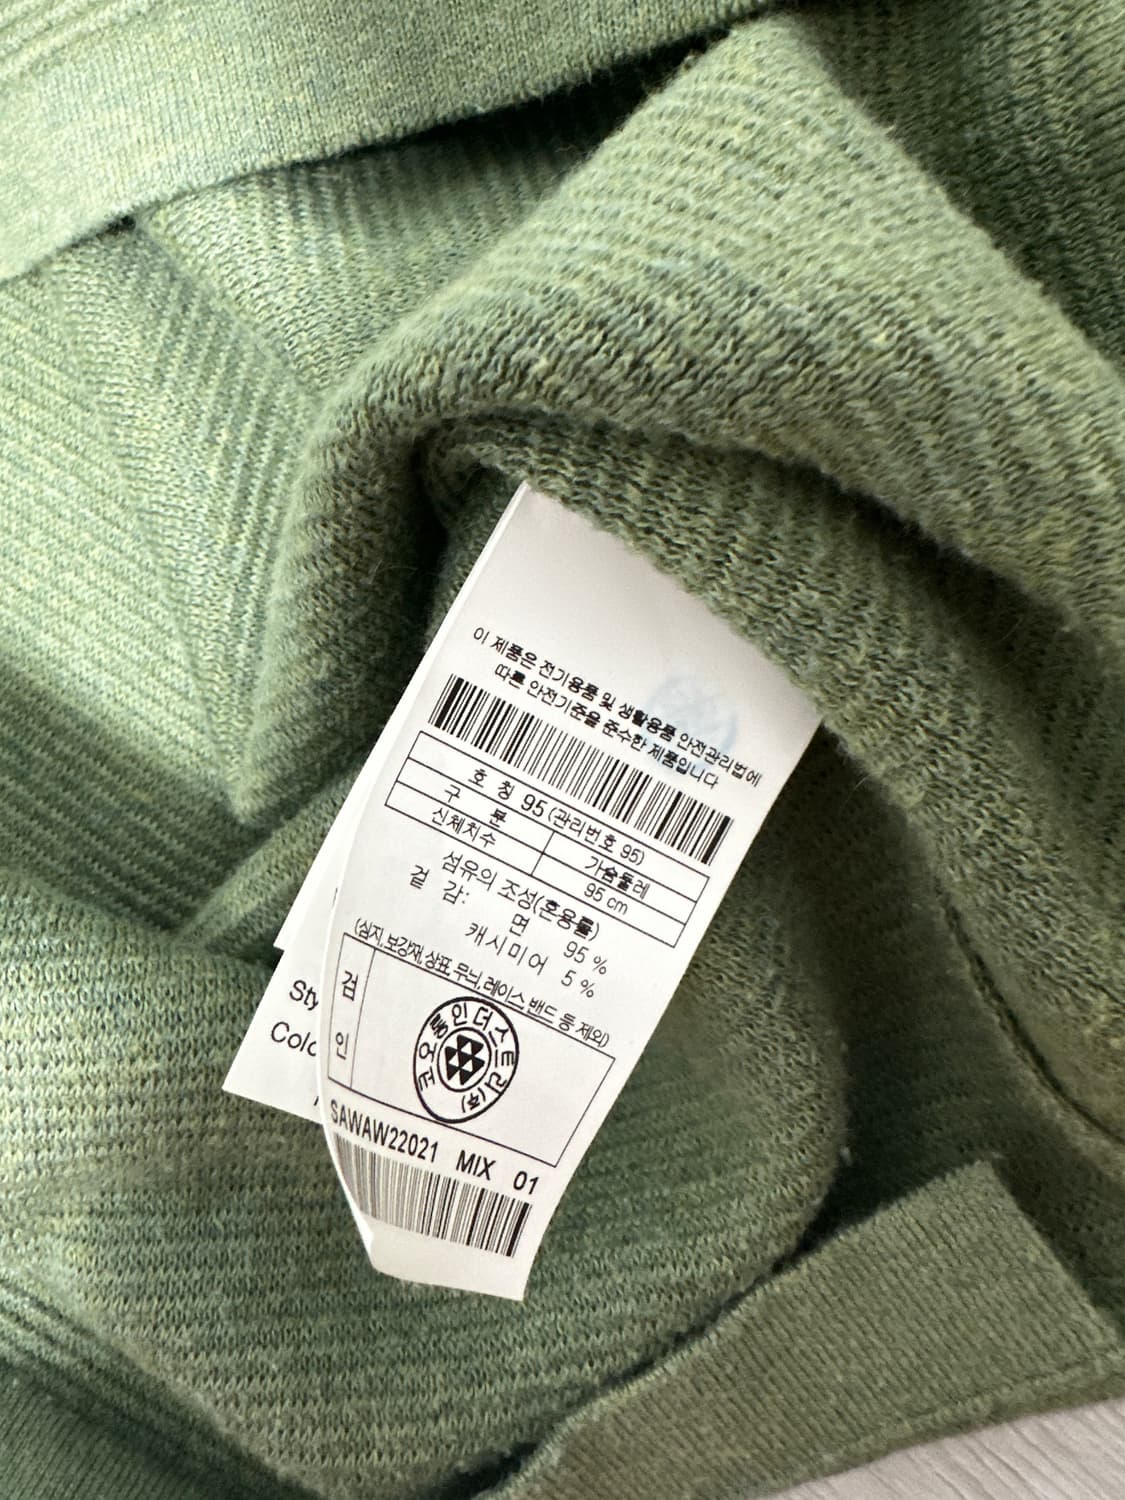 이 제품은 전기용품 및 생활용품 안전관리법에
따른 안전기준을 준수한 제품입니다
호 칭 95 (관리번호 95)
구 분 가슴둘레
신체치수 95 cm
섬유의 조성(혼용률)
겉 감: 면 95 %
캐시미어 5 %
(심지,보강재,상표,무늬,레이스 밴드 등 제외)
검 인
통인더스트리(주)
SAWAW22021 MIX 01
Sty
Colo